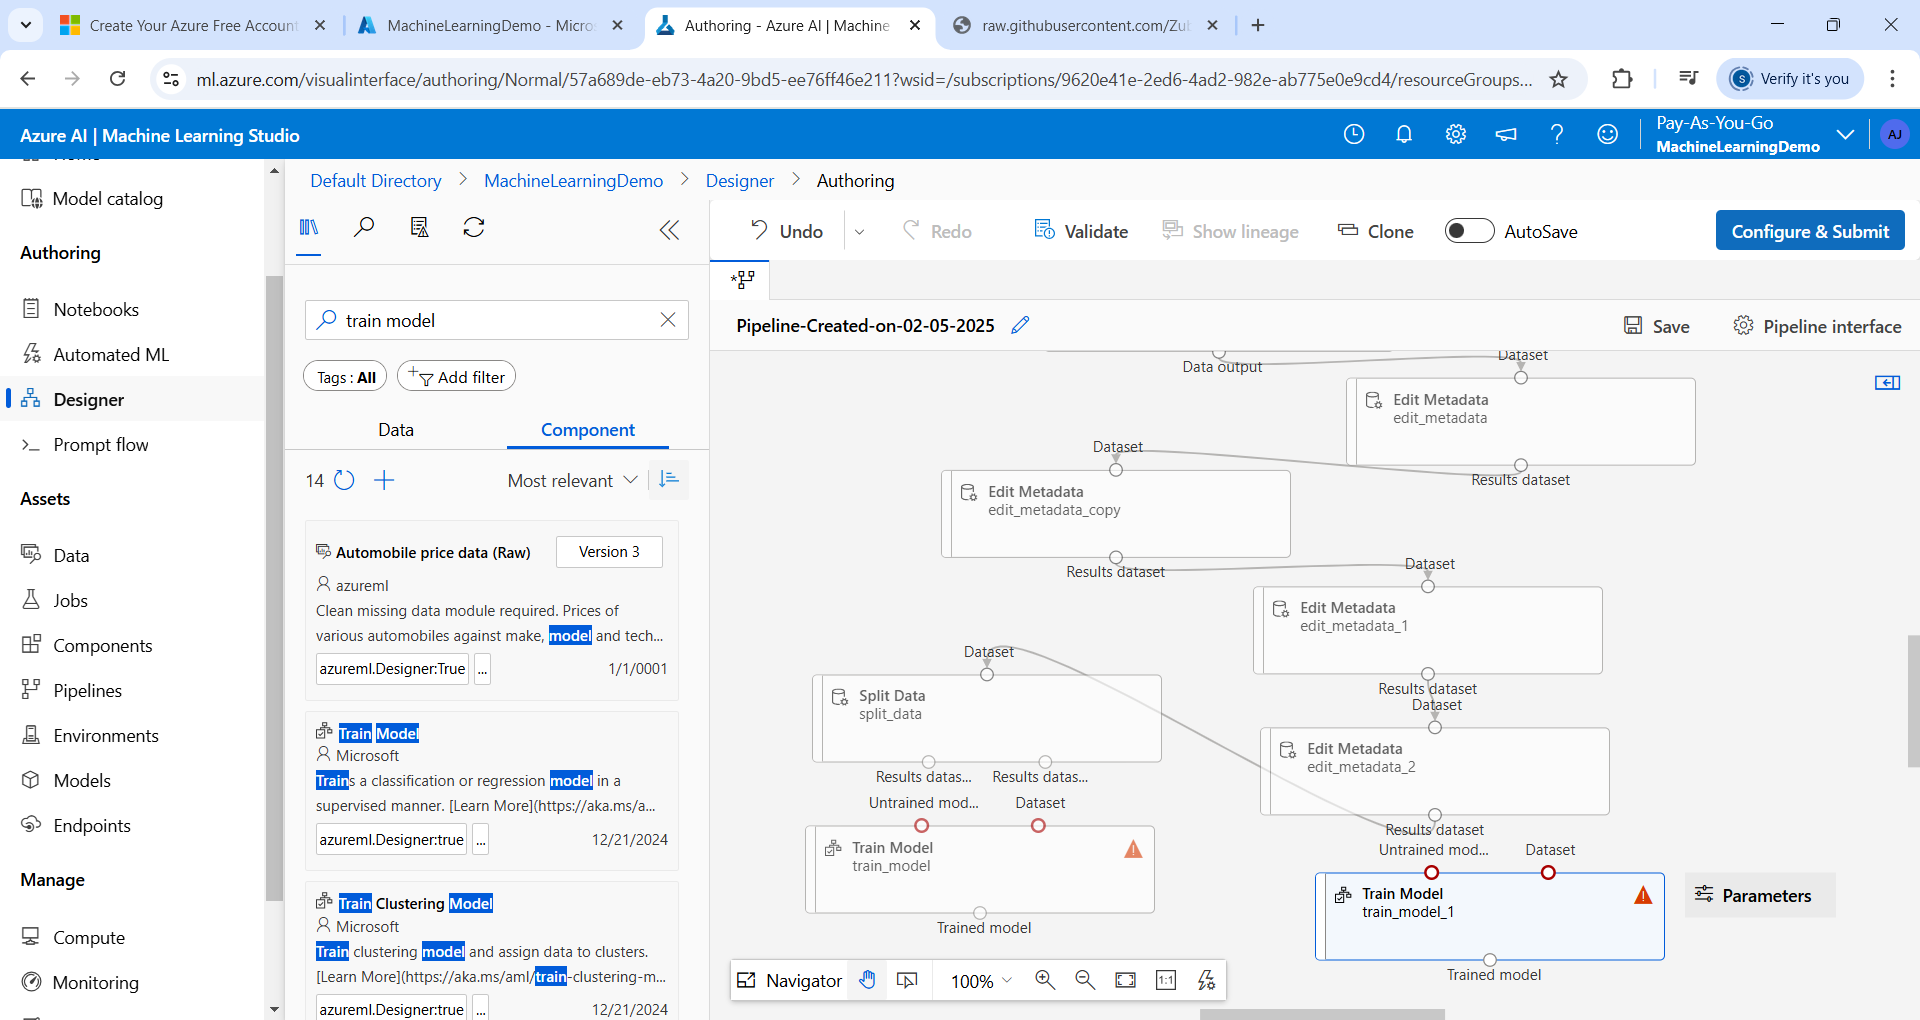 Create Your Azure Free Account
MachineLearningDemo - Micros
Authoring - Azure AI | Machine
raw.githubusercontent.com/Zub
ml.azure.com/visualinterface/authoring/Normal/57a689de-eb73-4a20-9bd5-ee76ff46e211?wsid=/subscriptions/9620e41e-2ed6-4ad2-982e-ab775e0e9cd4/resourceGroups...
Verify it's you
Azure AI | Machine Learning Studio
Pay-As-You-Go
MachineLearningDemo
AJ
Home
Model catalog
Authoring
Notebooks
Automated ML
Designer
Prompt flow
Assets
Data
Jobs
Components
Pipelines
Environments
Models
Endpoints
Manage
Compute
Monitoring
Default Directory > MachineLearningDemo > Designer > Authoring
train model
Tags : All
Add filter
Data
Component
14
Most relevant
Automobile price data (Raw)
Version 3
azureml
Clean missing data module required. Prices of
various automobiles against make, model and tech...
azureml.Designer:True
...
1/1/0001
Train Model
Microsoft
Trains a classification or regression model in a
supervised manner. [Learn More](https://aka.ms/a...
azureml.Designer:true
...
12/21/2024
Train Clustering Model
Microsoft
Train clustering model and assign data to clusters.
[Learn More](https://aka.ms/aml/train-clustering-m...
azureml.Designer:true
...
12/21/2024
Undo
Redo
Validate
Show lineage
Clone
AutoSave
Configure & Submit
Pipeline-Created-on-02-05-2025
Save
Pipeline interface
Data output
Dataset
Edit Metadata
edit_metadata
Results dataset
Dataset
Edit Metadata
edit_metadata_copy
Results dataset
Dataset
Edit Metadata
edit_metadata_1
Results dataset
Dataset
Split Data
split_data
Results datas...
Results datas...
Dataset
Edit Metadata
edit_metadata_2
Results dataset
Untrained mod...
Dataset
Train Model
train_model
Trained model
Untrained mod...
Dataset
Train Model
train_model_1
Trained model
Parameters
Navigator
100%
1:1